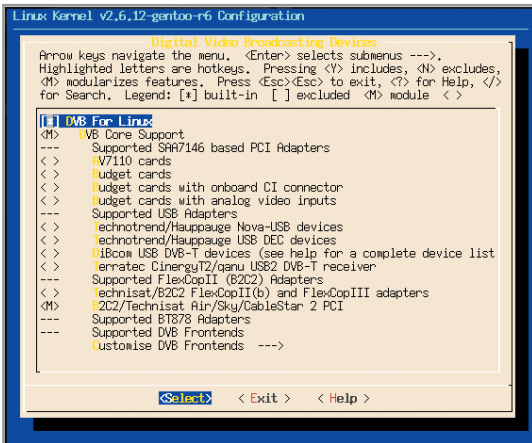 Linux Kernel v2.6.12-gentoo-r6 Configuration
Digital Video Broadcasting Devices
Arrow keys navigate the menu.  <Enter> selects submenus --->.
Highlighted letters are hotkeys.  Pressing <Y> includes, <N> excludes,
<M> modularizes features.  Press <Esc><Esc> to exit, <?> for Help, </>
for Search.  Legend: [*] built-in  [ ] excluded  <M> module  < >
[*] DVB For Linux
<M>   DVB Core Support
---     Supported SAA7146 based PCI Adapters
< >     AV7110 cards
< >     Budget cards
< >     Budget cards with onboard CI connector
< >     Budget cards with analog video inputs
---     Supported USB Adapters
< >     Technotrend/Hauppauge Nova-USB devices
< >     Technotrend/Hauppauge USB DEC devices
< >     DiBcom USB DVB-T devices (see help for a complete device list
< >     Terratec CinergyT2/qanu USB2 DVB-T receiver
---     Supported FlexCopII (B2C2) Adapters
< >     Technisat/B2C2 FlexCopII(b) and FlexCopIII adapters
<M>     B2C2/Technisat Air/Sky/CableStar 2 PCI
---     Supported BT878 Adapters
---     Supported DVB Frontends
        Customise DVB Frontends  --->
<Select>    < Exit >    < Help >